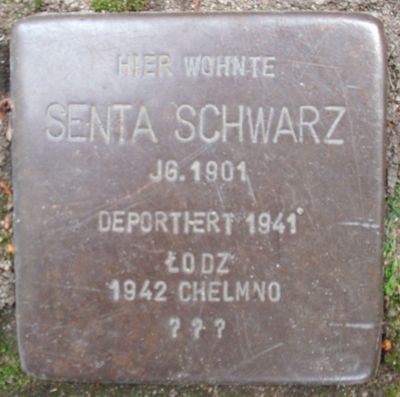 HIER WOHNTE
SENTA SCHWARZ
JG. 1901
DEPORTIERT 1941
ŁODZ
1942 CHELMNO
? ? ?